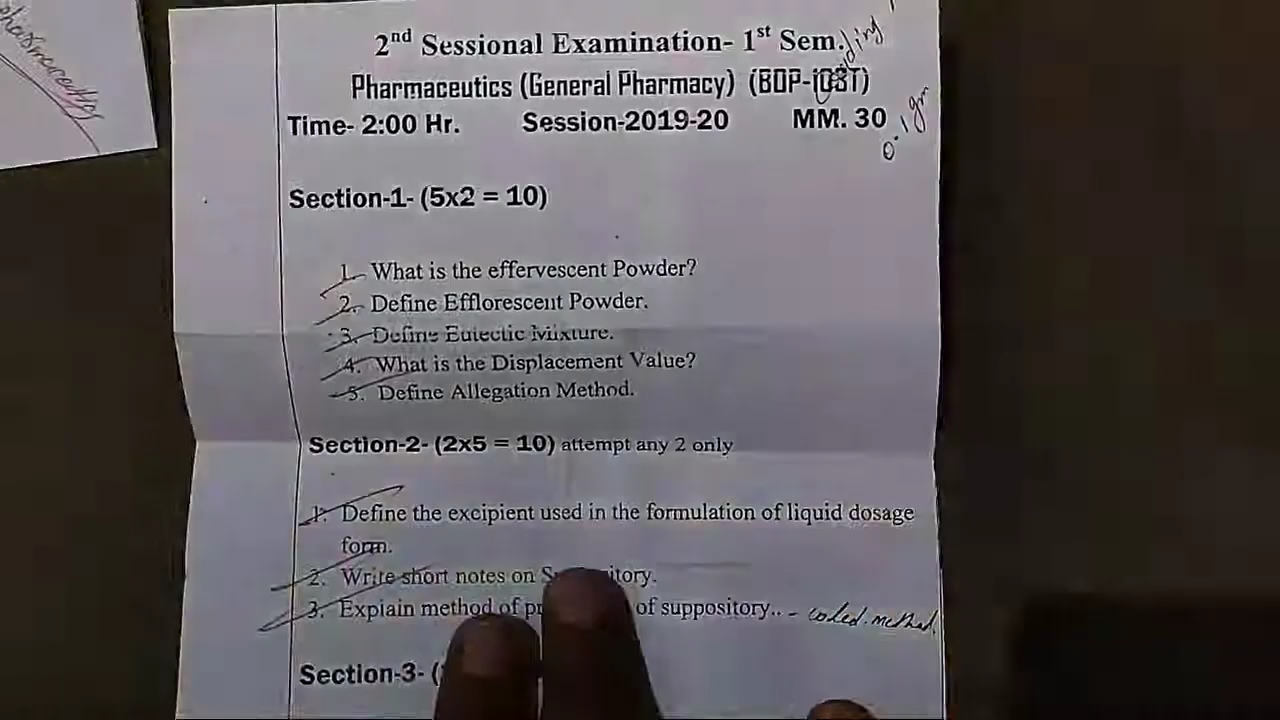 2nd Sessional Examination- 1st Sem.
Pharmaceutics (General Pharmacy) (BOP-103T)
Time- 2:00 Hr. Session-2019-20 MM. 30
0.1 gm
Section-1- (5x2 = 10)
1. What is the effervescent Powder?
2. Define Efflorescent Powder.
3. Define Eutectic Mixture.
4. What is the Displacement Value?
5. Define Allegation Method.
Section-2- (2x5 = 10) attempt any 2 only
1. Define the excipient used in the formulation of liquid dosage
form.
2. Write short notes on
3. Explain method of of suppository.. - method.
Section-3- (